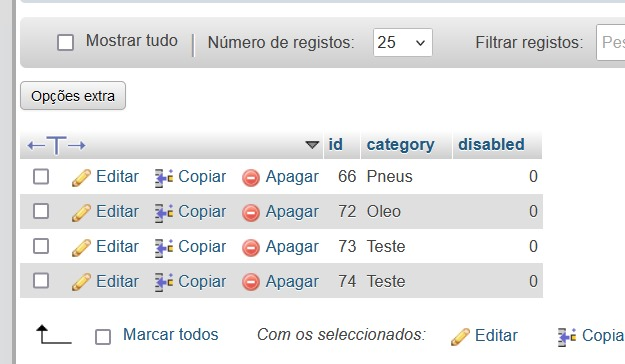 Mostrar tudo | Número de registos: 25 Filtrar registos: Pes
Opções extra
id category disabled
Editar Copiar Apagar 66 Pneus 0
Editar Copiar Apagar 72 Oleo 0
Editar Copiar Apagar 73 Teste 0
Editar Copiar Apagar 74 Teste 0
Marcar todos Com os seleccionados: Editar Copia